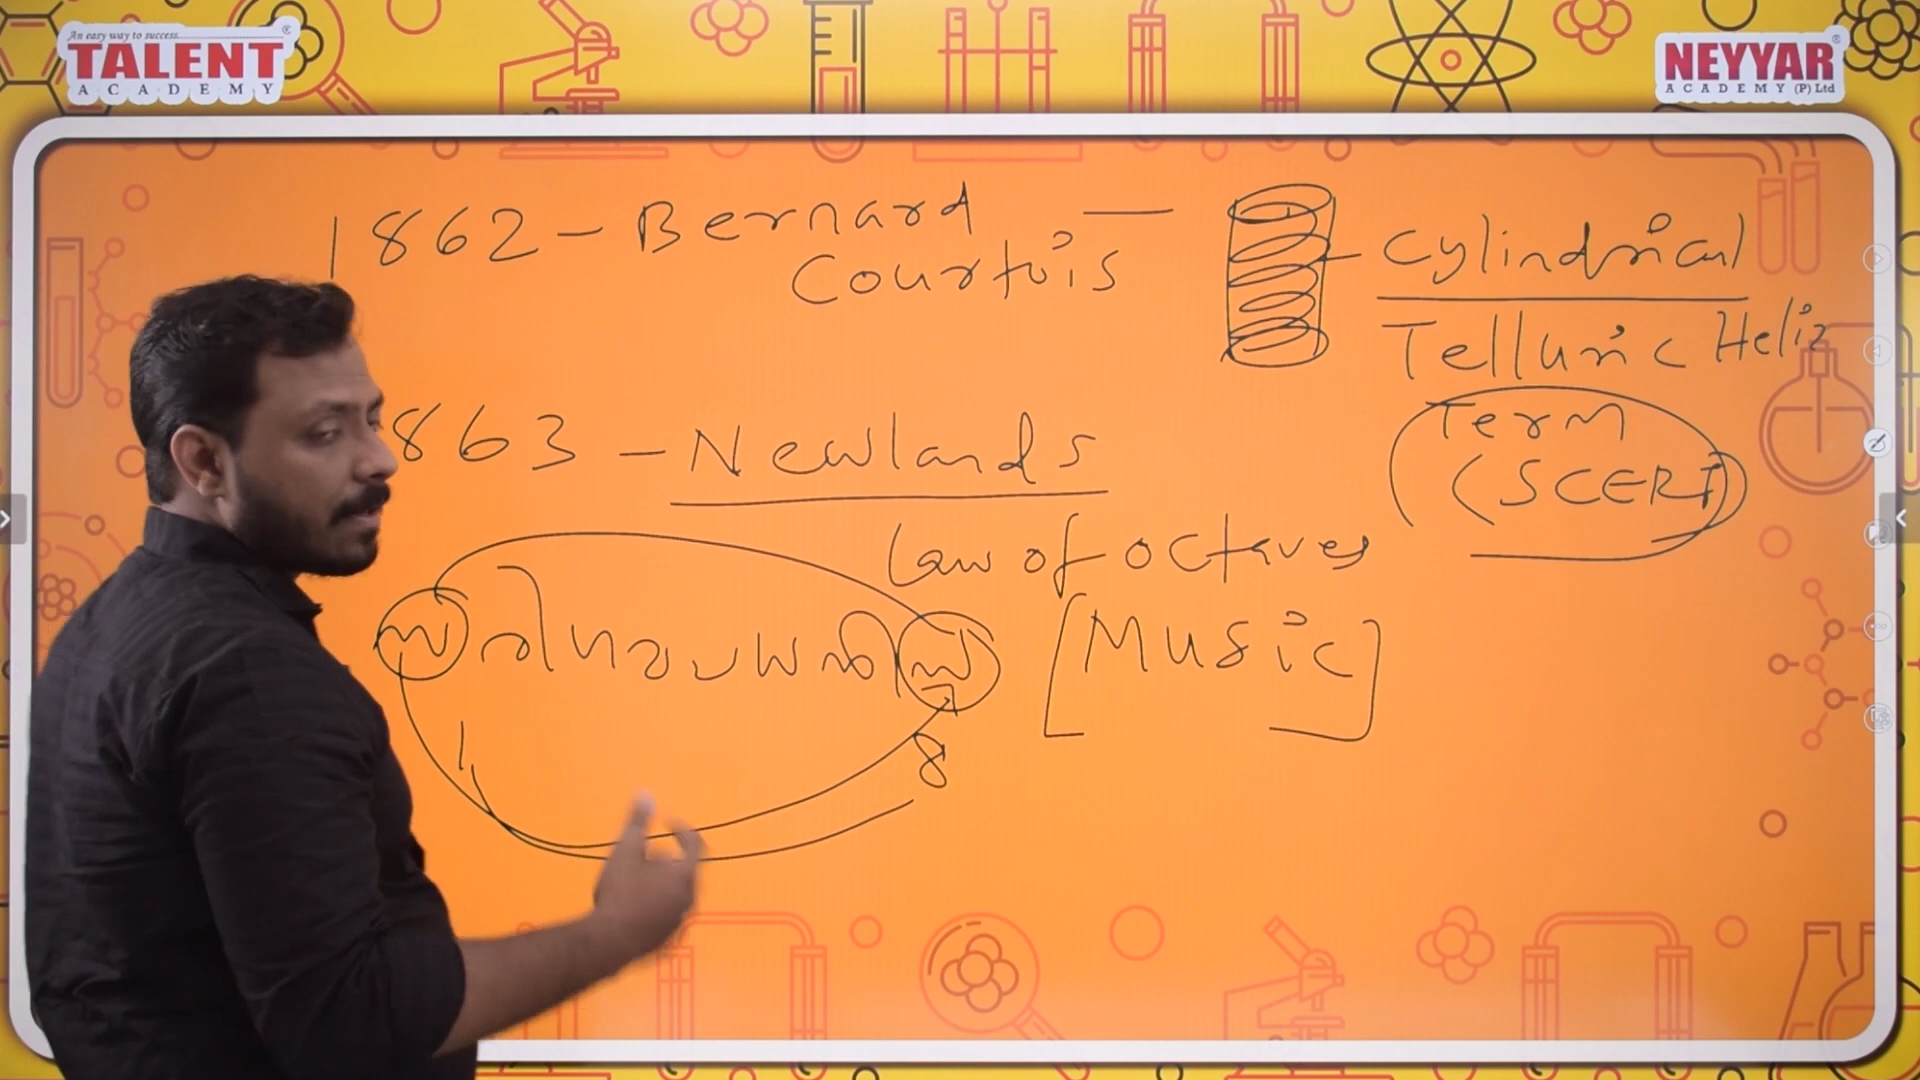 An easy way to success
TALENT
ACADEMY
NEYYAR
ACADEMY (P) Ltd
1862 - Bernard Courtois — Cylindrical
Telluric Helix
Term
(SCERT)
863 - Newlands
Law of octaves
സരിഗമപധനിസ [Music]
1 8